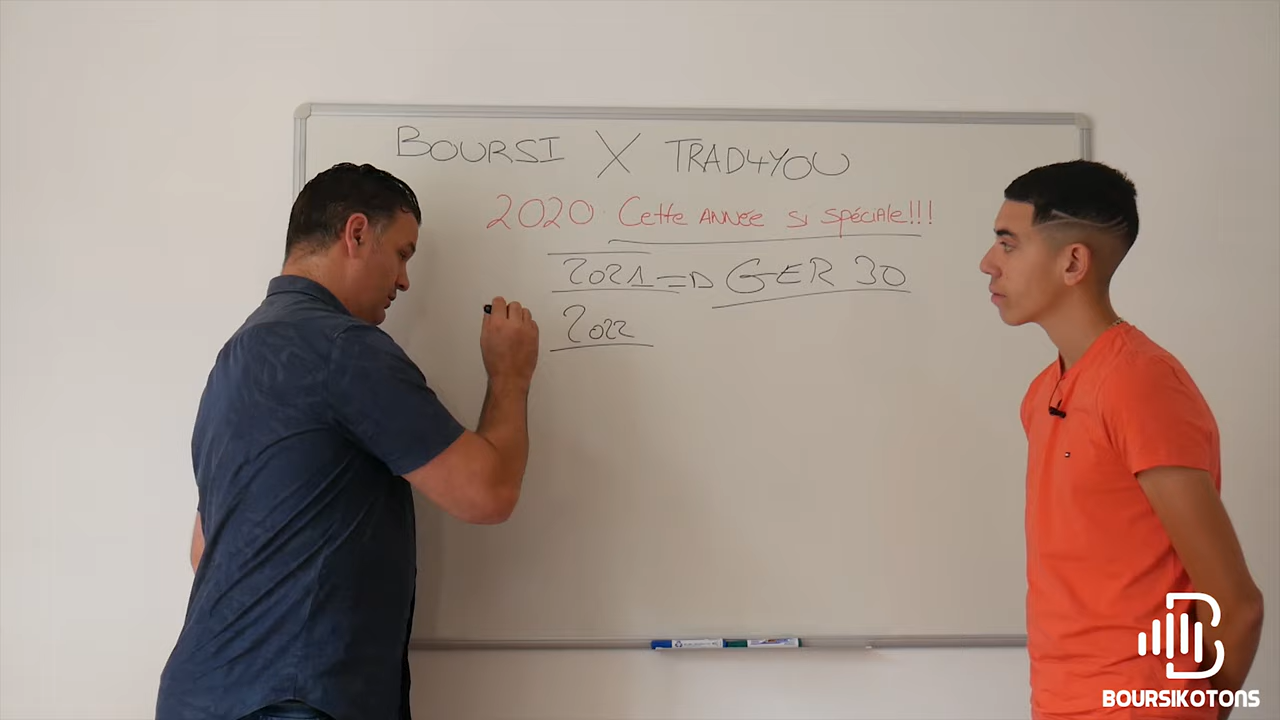 BOURSI X TRAD4YOU
2020. Cette ANNÉE si spéciale!!!
2021 => GER 30
2022
BOURSIKOTONS